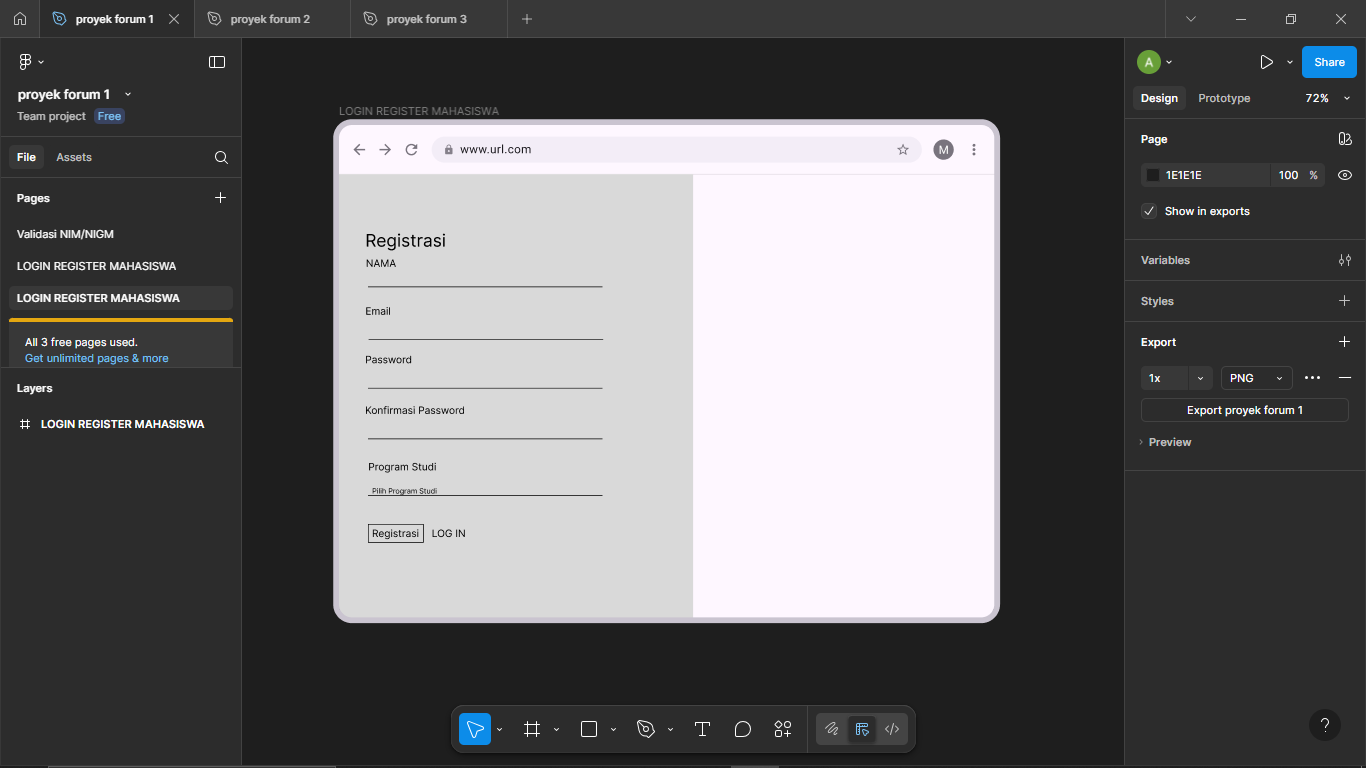 proyek forum 1
proyek forum 2
proyek forum 3
proyek forum 1
Team project Free
File Assets
Pages
Validasi NIM/NIGM
LOGIN REGISTER MAHASISWA
LOGIN REGISTER MAHASISWA
All 3 free pages used.
Get unlimited pages & more
Layers
LOGIN REGISTER MAHASISWA
LOGIN REGISTER MAHASISWA
www.url.com
M
Registrasi
NAMA
Email
Password
Konfirmasi Password
Program Studi
Pilih Program Studi
Registrasi LOG IN
A
Share
Design Prototype 72%
Page
1E1E1E 100 %
Show in exports
Variables
Styles
Export
1x PNG
Export proyek forum 1
Preview
?